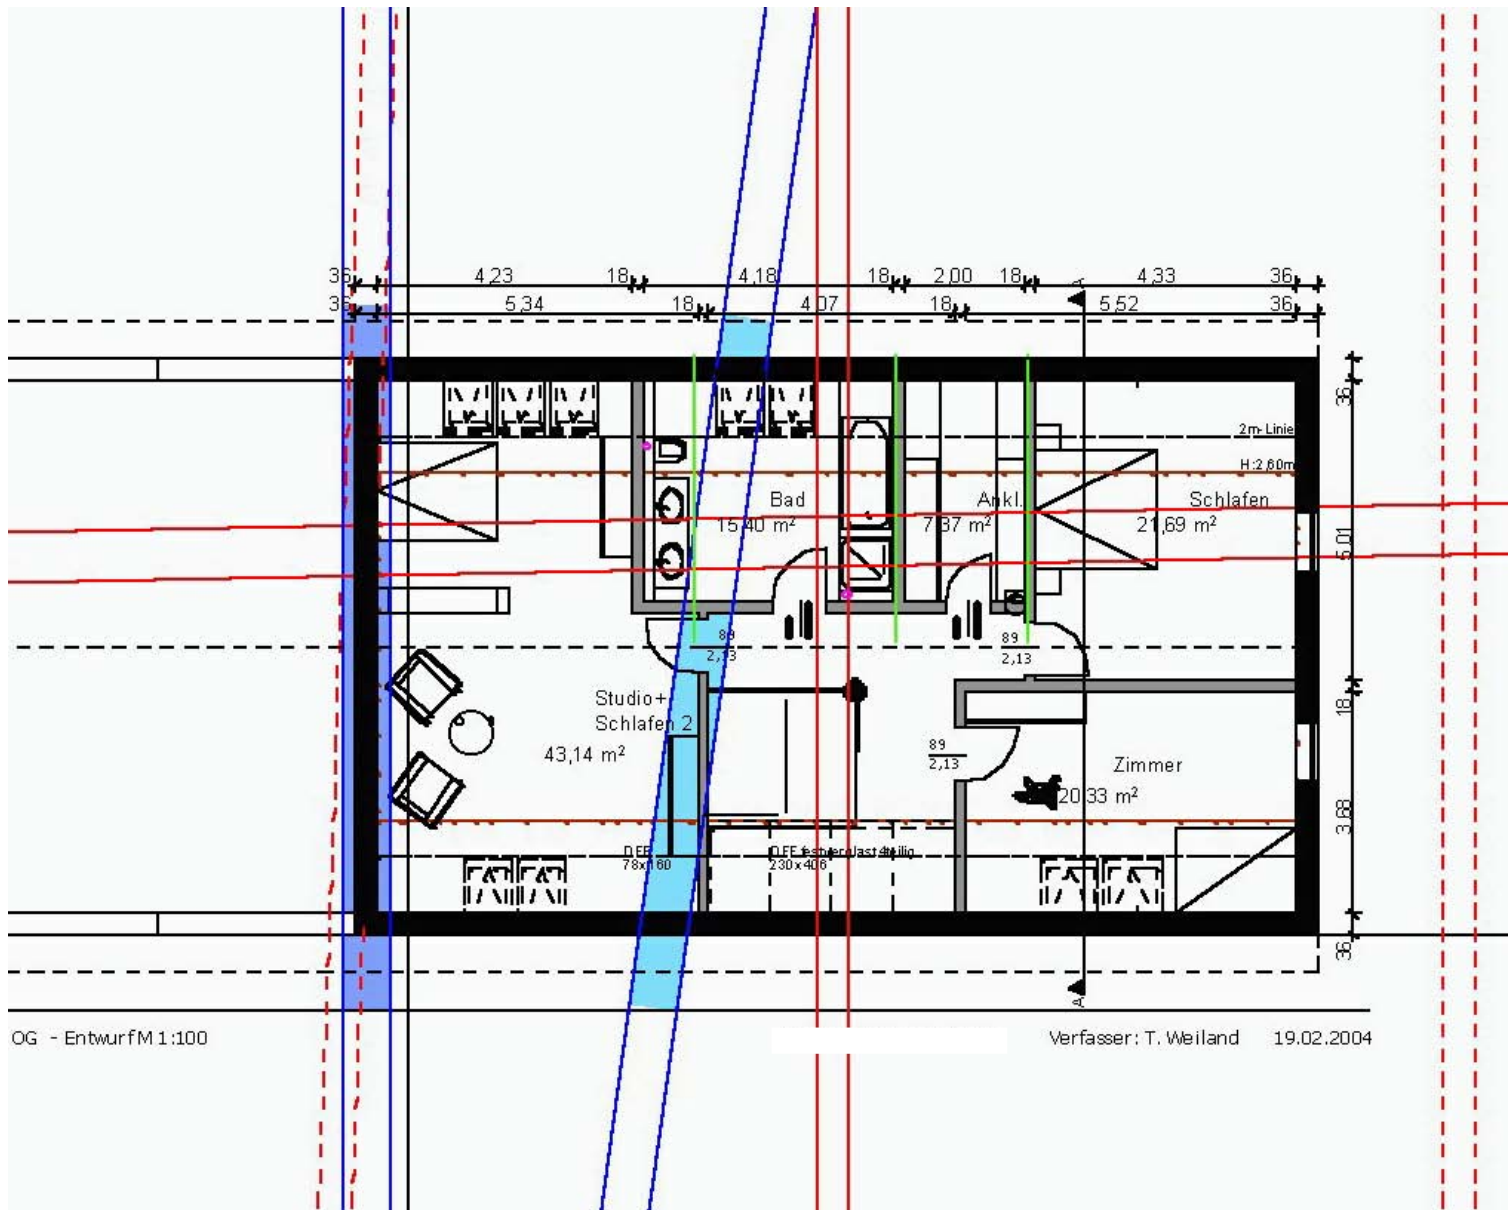 36 4,23 18 4,18 18 2,00 18 A 4,33 36
36 5,34 18 4,07 18 5,52 36
36
2m-Linie
H:2,60m
Bad
15,40 m²
Ankl.
7,37 m²
Schlafen
21,69 m²
5,01
89
2,13
89
2,13
Studio+
Schlafen 2
43,14 m²
18
89
2,13
Zimmer
20,33 m²
3,88
DFF
78x160
DFF festverglast 4teilig
230x406
36
A
OG - Entwurf M 1:100
Verfasser: T. Weiland 19.02.2004